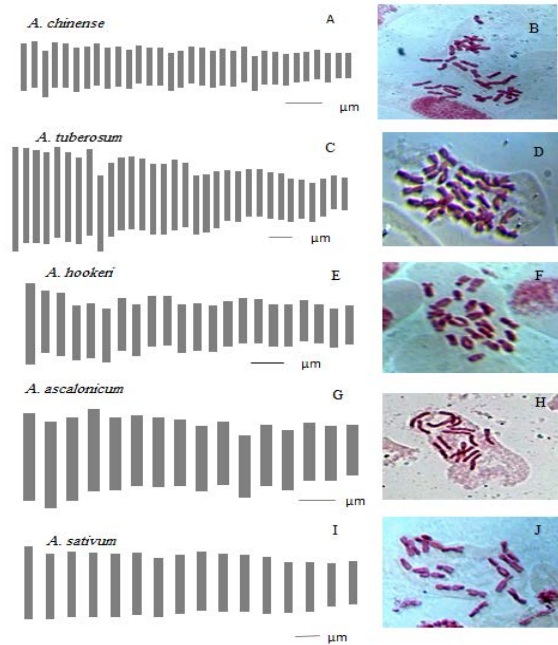 A. chinense
A
B
μm
A. tuberosum
C
D
μm
A. hookeri
E
F
μm
A. ascalonicum
G
H
μm
A. sativum
I
J
μm